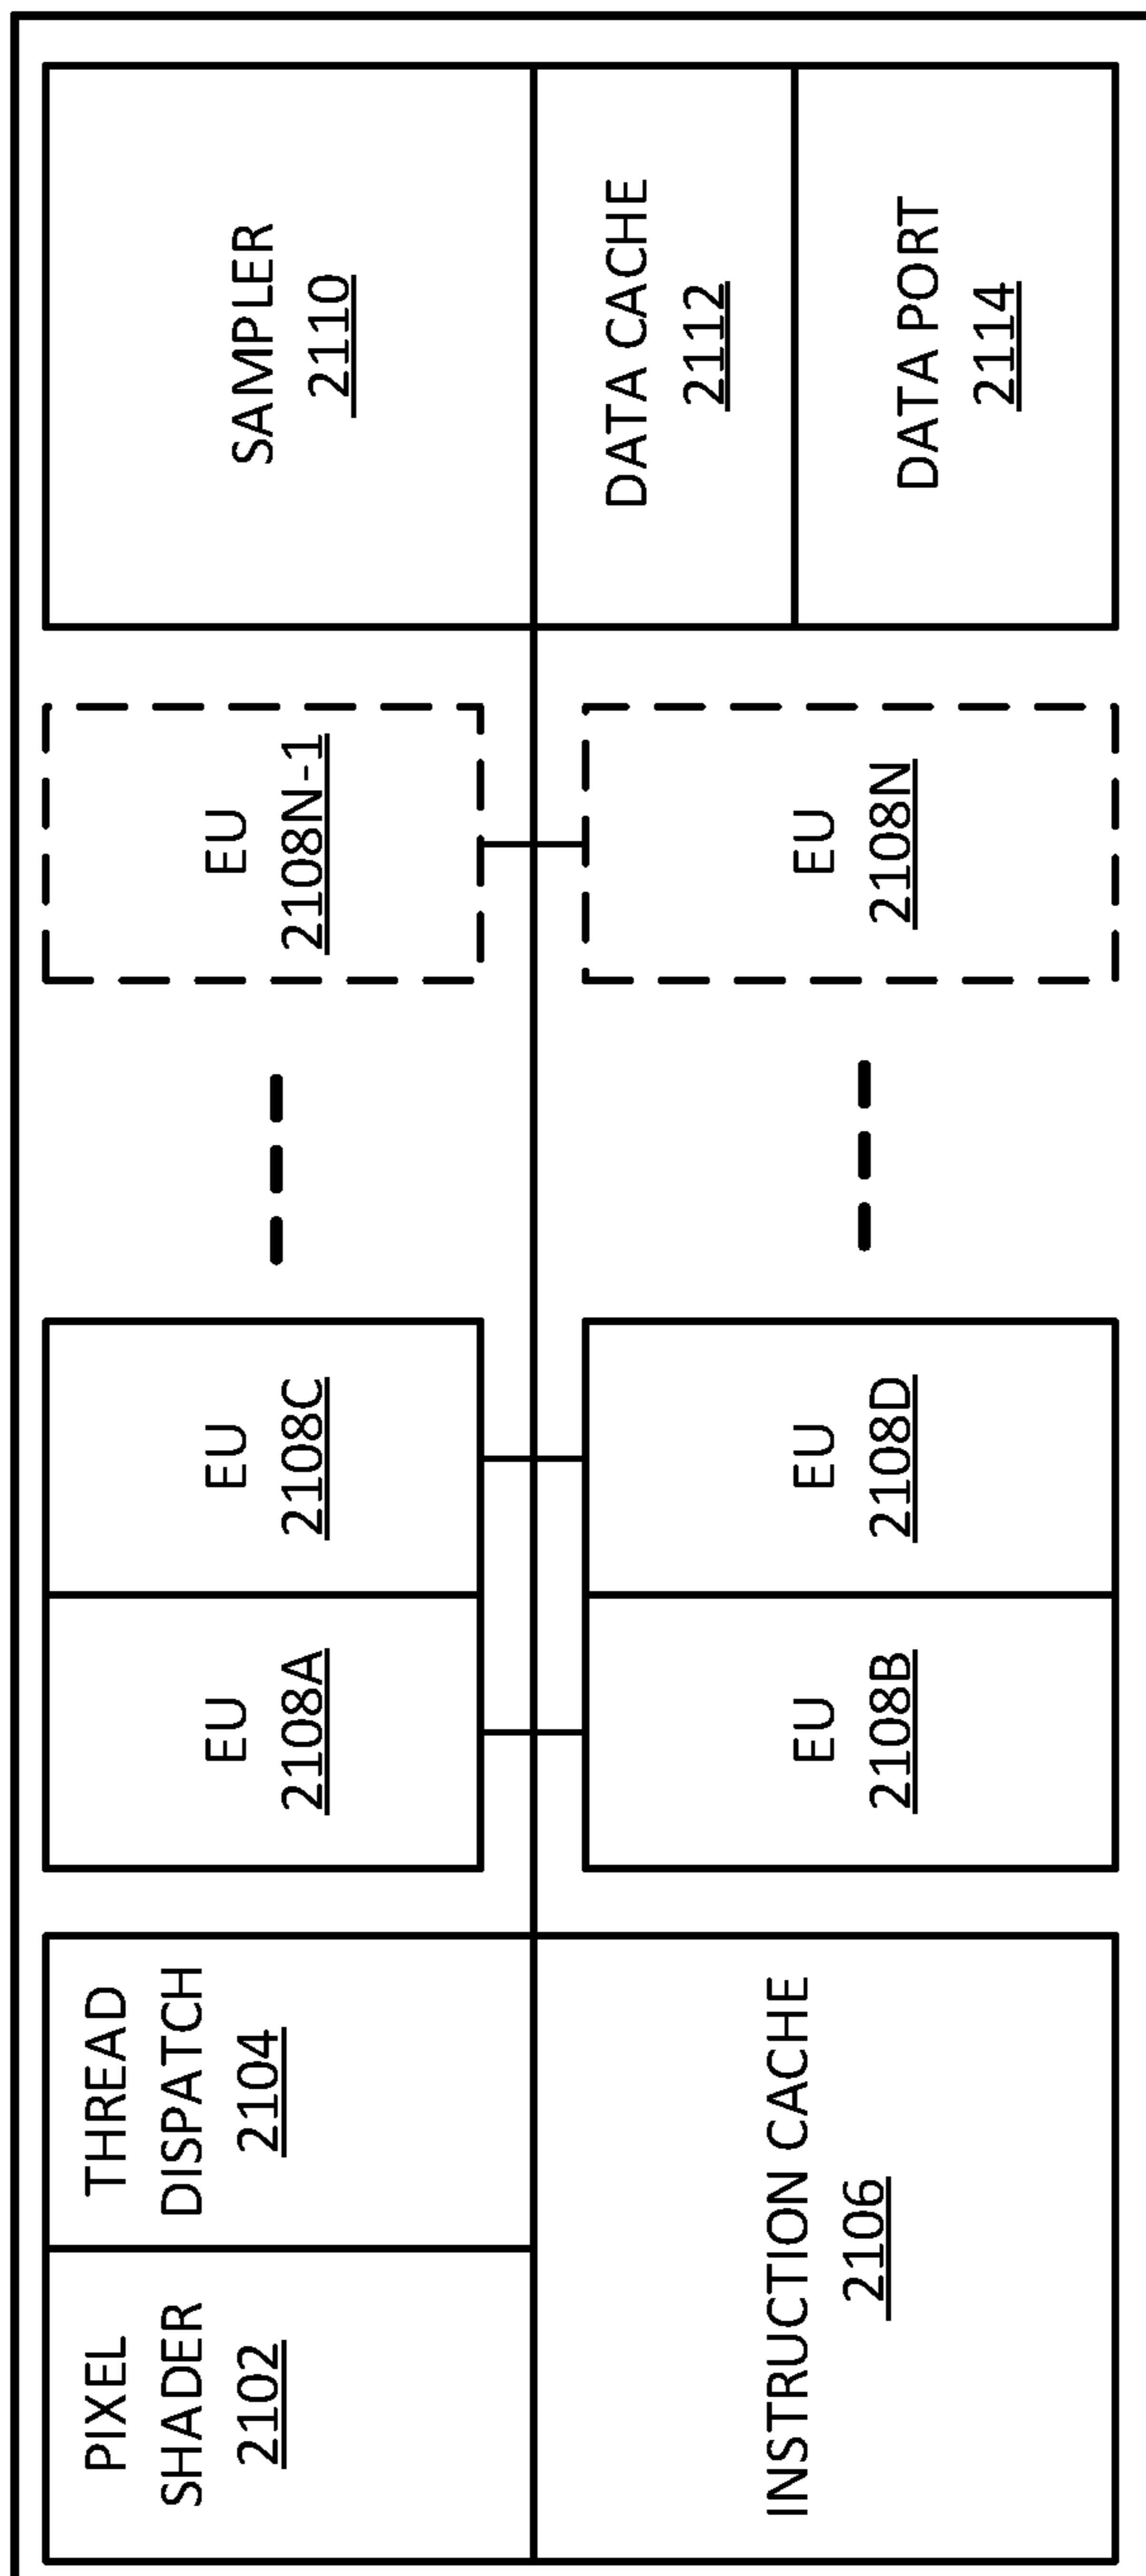 PIXEL
SHADER
2102
THREAD
DISPATCH
2104
INSTRUCTION CACHE
2106
EU
2108A
EU
2108C
EU
2108B
EU
2108D
EU
2108N-1
EU
2108N
SAMPLER
2110
DATA CACHE
2112
DATA PORT
2114